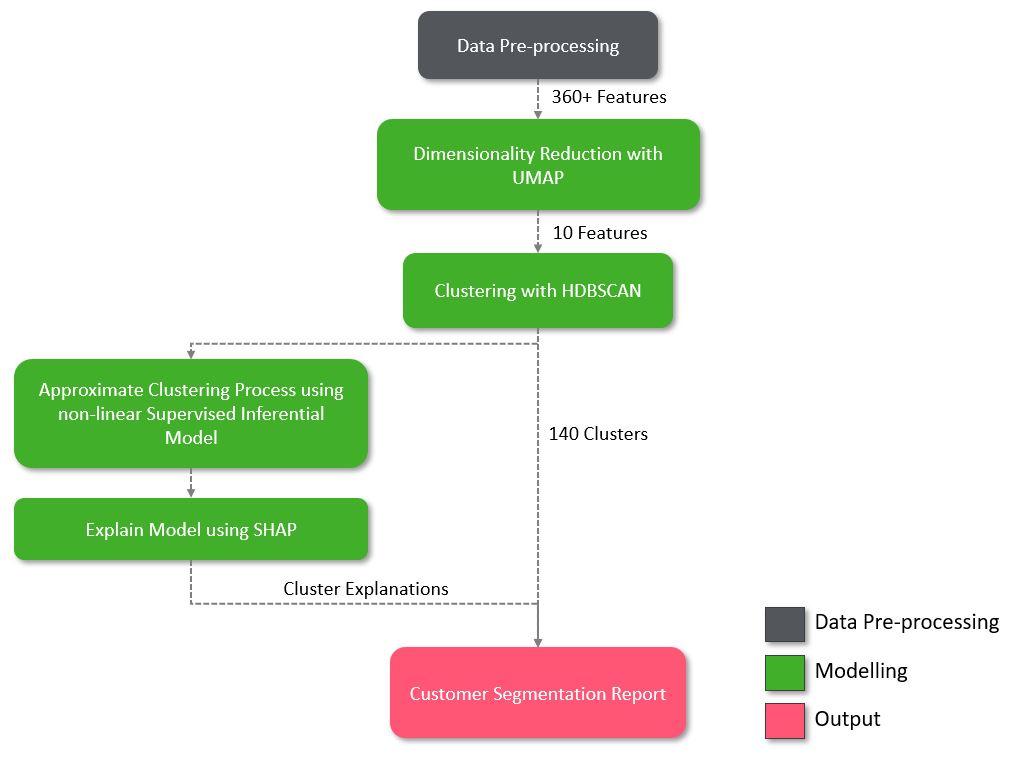 Data Pre-processing
360+ Features
Dimensionality Reduction with
UMAP
10 Features
Clustering with HDBSCAN
Approximate Clustering Process using
non-linear Supervised Inferential
Model
140 Clusters
Explain Model using SHAP
Cluster Explanations
Customer Segmentation Report
Data Pre-processing
Modelling
Output